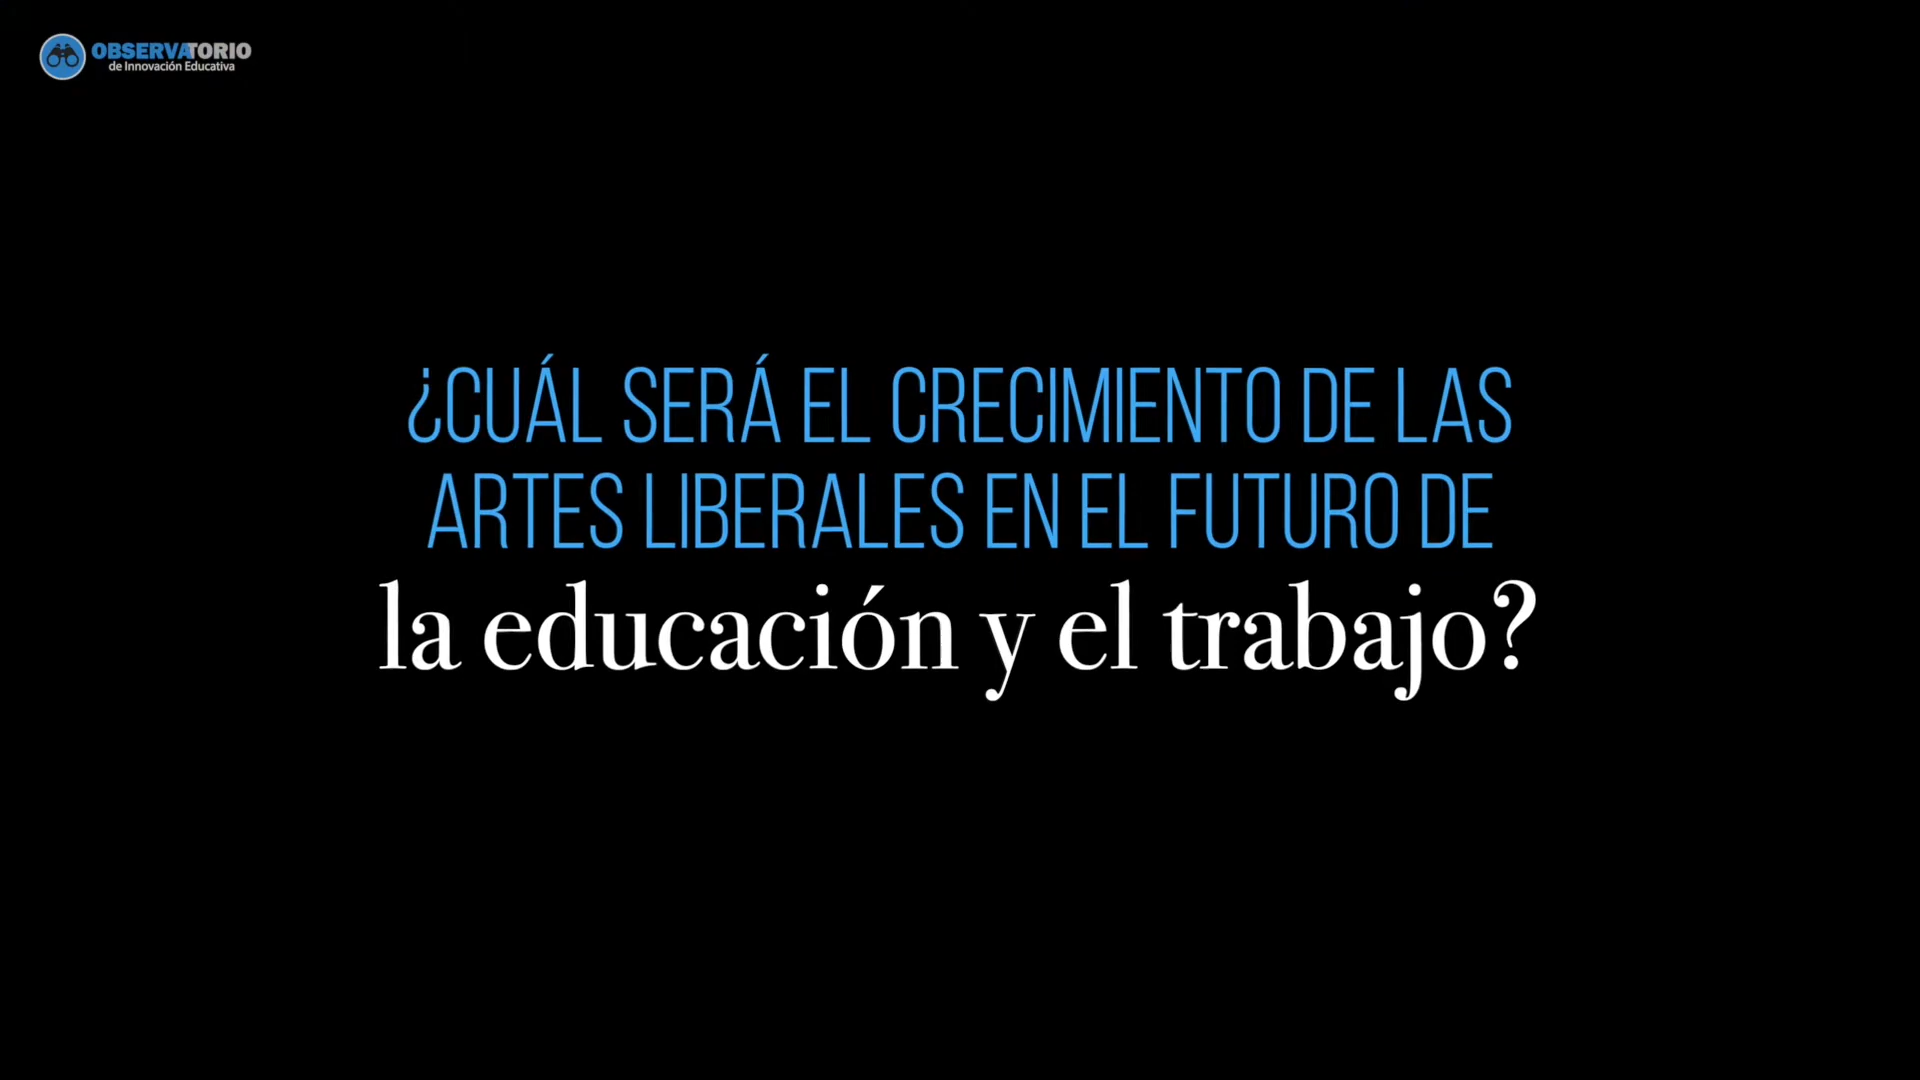 OBSERVATORIO
de Innovación Educativa
¿CUÁL SERÁ EL CRECIMIENTO DE LAS
ARTES LIBERALES EN EL FUTURO DE
la educación y el trabajo?